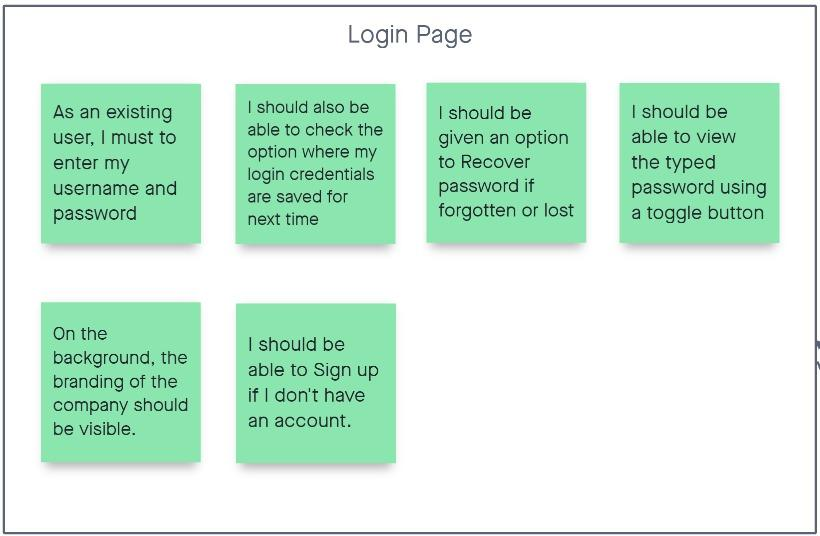 Login Page
As an existing
user, I must to
enter my
username and
password
I should also be
able to check the
option where my
login credentials
are saved for
next time
I should be
given an option
to Recover
password if
forgotten or lost
I should be
able to view
the typed
password using
a toggle button
On the
background, the
branding of the
company should
be visible.
I should be
able to Sign up
if I don't have
an account.